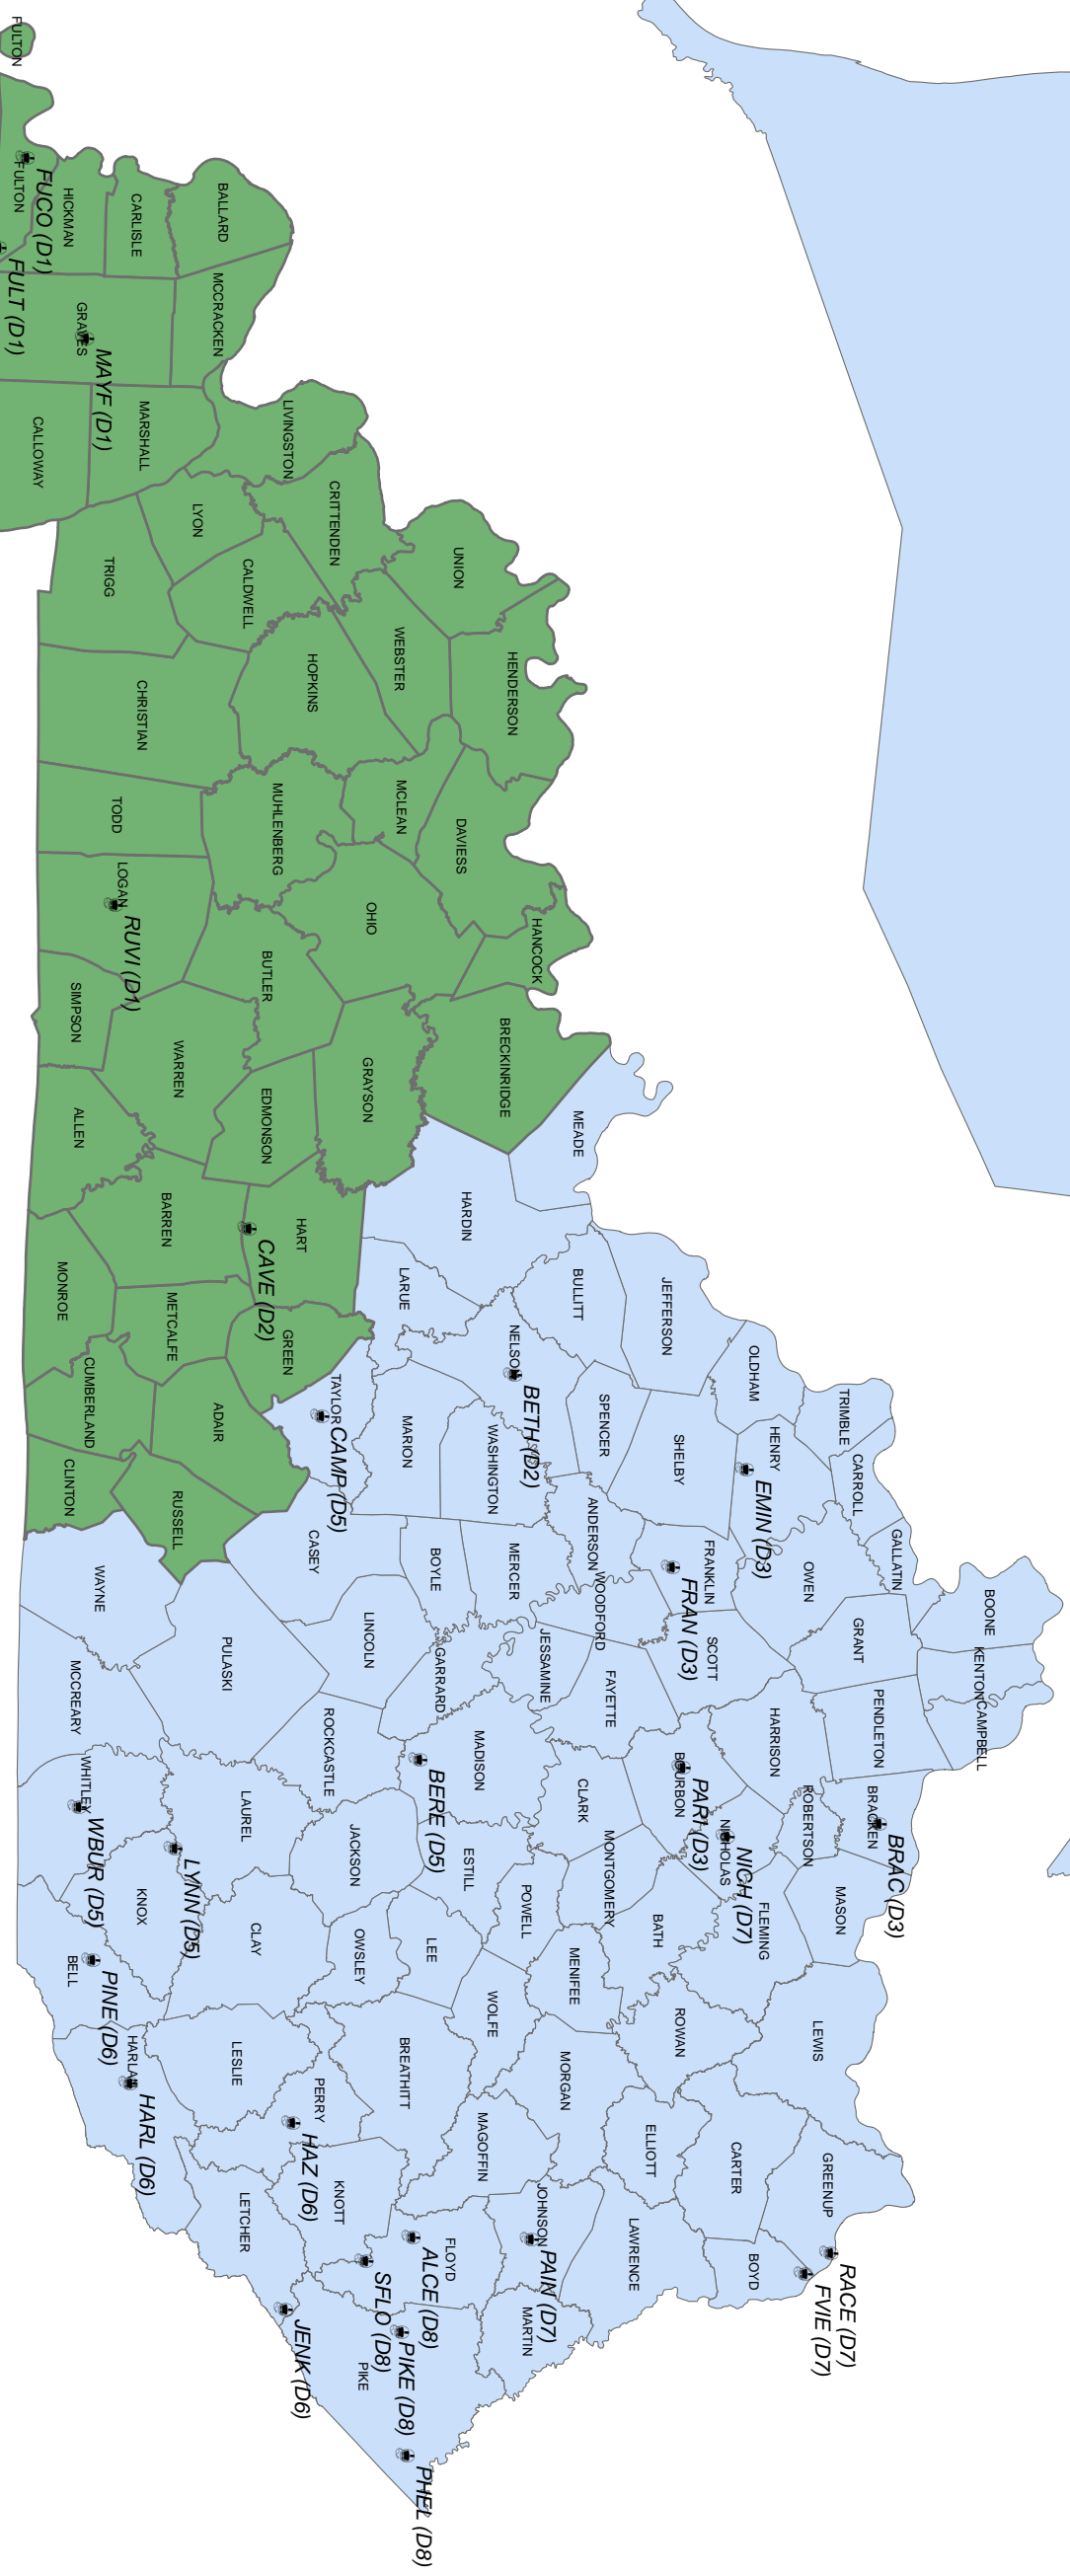 FULTON
FULTON
FUCO (D1)
HICKMAN
CARLISLE
BALLARD
FULT (D1)
GRAVES
MAYF (D1)
MCCRACKEN
CALLOWAY
MARSHALL
LIVINGSTON
LYON
CRITTENDEN
TRIGG
CALDWELL
UNION
WEBSTER
HENDERSON
HOPKINS
CHRISTIAN
TODD
MUHLENBERG
MCLEAN
DAVIESS
LOGAN
RUVI (D1)
OHIO
HANCOCK
BUTLER
SIMPSON
WARREN
GRAYSON
BRECKINRIDGE
EDMONSON
ALLEN
MEADE
BARREN
HART
CAVE (D2)
HARDIN
MONROE
METCALFE
GREEN
LARUE
BULLITT
JEFFERSON
CUMBERLAND
ADAIR
TAYLOR
CAMP (D5)
NELSON
BETH (D2)
MARION
WASHINGTON
SPENCER
SHELBY
OLDHAM
HENRY
EMIN (D3)
TRIMBLE
CARROLL
CLINTON
RUSSELL
CASEY
BOYLE
MERCER
ANDERSON
WOODFORD
FRANKLIN
FRAN (D3)
OWEN
GALLATIN
WAYNE
PULASKI
LINCOLN
GARRARD
JESSAMINE
FAYETTE
SCOTT
GRANT
BOONE
KENTON
CAMPBELL
MCCREARY
ROCKCASTLE
MADISON
BERE (D5)
CLARK
BOURBON
PARI (D3)
HARRISON
PENDLETON
WHITLEY
WBUR (D5)
LAUREL
LYNN (D5)
JACKSON
ESTILL
POWELL
MONTGOMERY
NICHOLAS
NICH (D7)
ROBERTSON
BRACKEN
BRAC (D3)
MASON
FLEMING
BATH
KNOX
CLAY
OWSLEY
LEE
MENIFEE
WOLFE
BELL
PINE (D6)
HARLAN
HARL (D6)
LESLIE
PERRY
HAZ (D6)
BREATHITT
MORGAN
ROWAN
LEWIS
MAGOFFIN
ELLIOTT
CARTER
GREENUP
LETCHER
KNOTT
FLOYD
ALCE (D8)
JOHNSON
PAIN (D7)
LAWRENCE
BOYD
RACE (D7)
FVIE (D7)
MARTIN
SFLO (D8)
PIKE (D8)
PIKE
JENK (D6)
PHEL (D8)